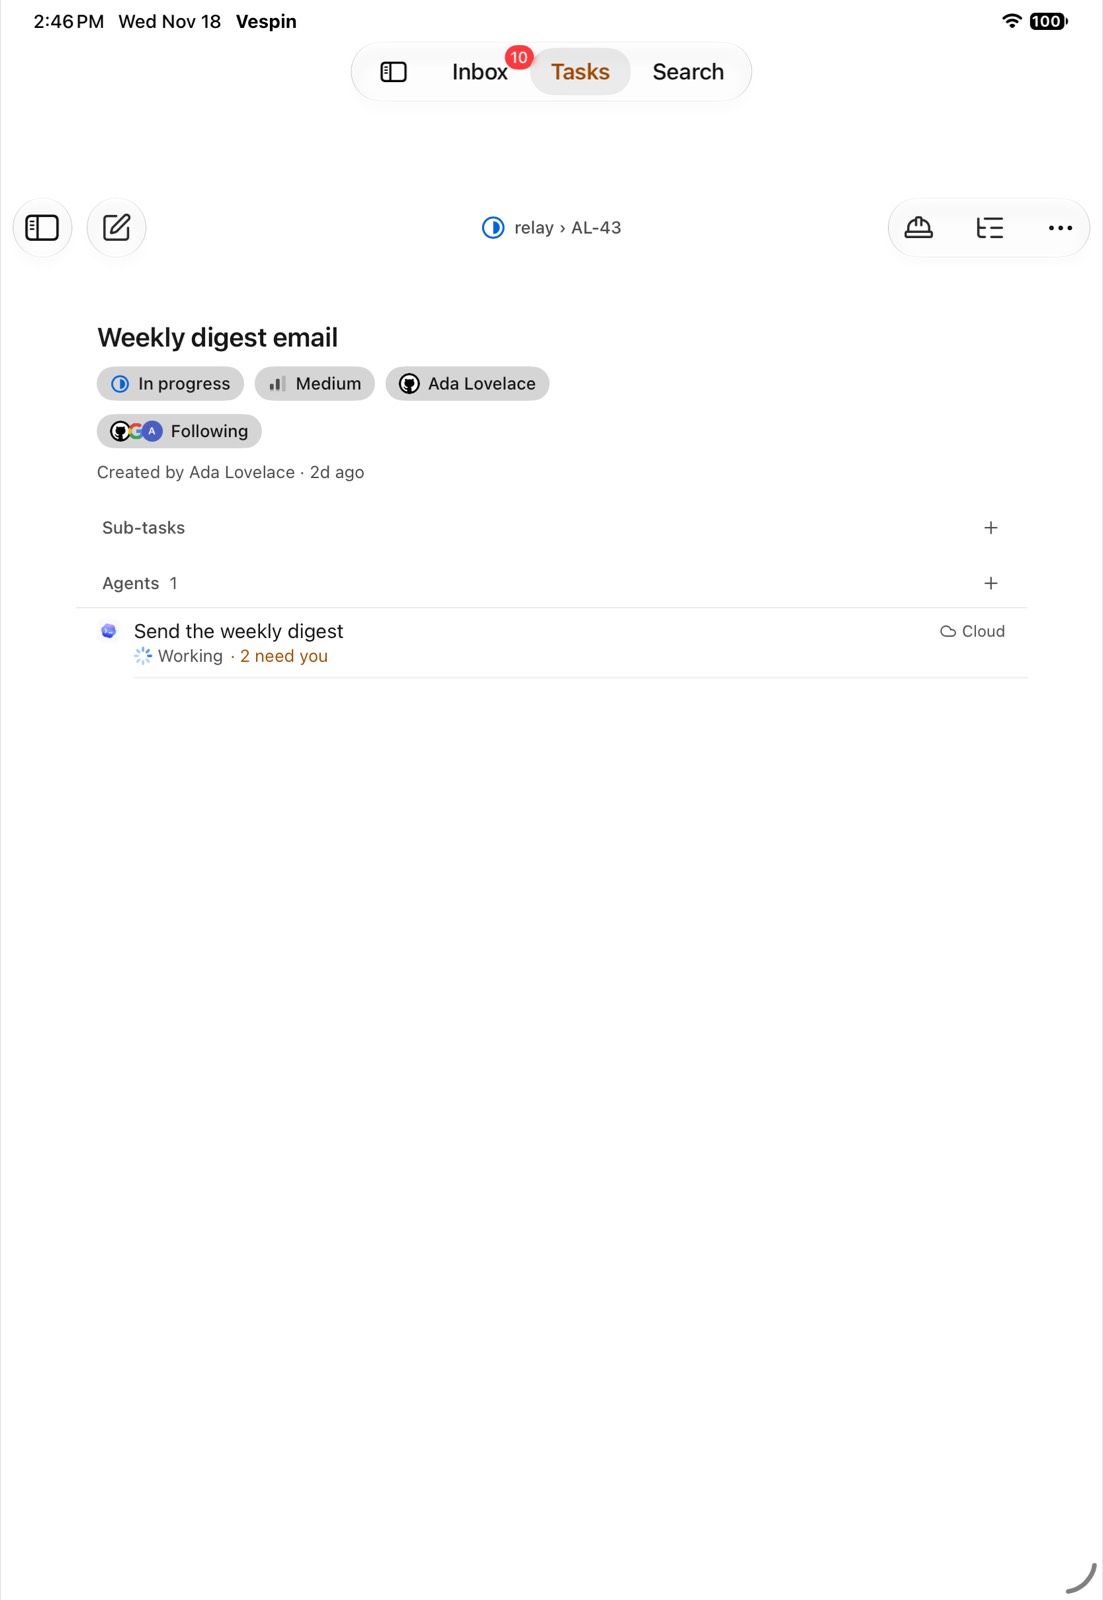 2:46 PM Wed Nov 18 Vespin
100
Inbox 10 Tasks Search
relay › AL-43
Weekly digest email
In progress Medium Ada Lovelace
A Following
Created by Ada Lovelace · 2d ago
Sub-tasks
Agents 1
Send the weekly digest Cloud
Working · 2 need you